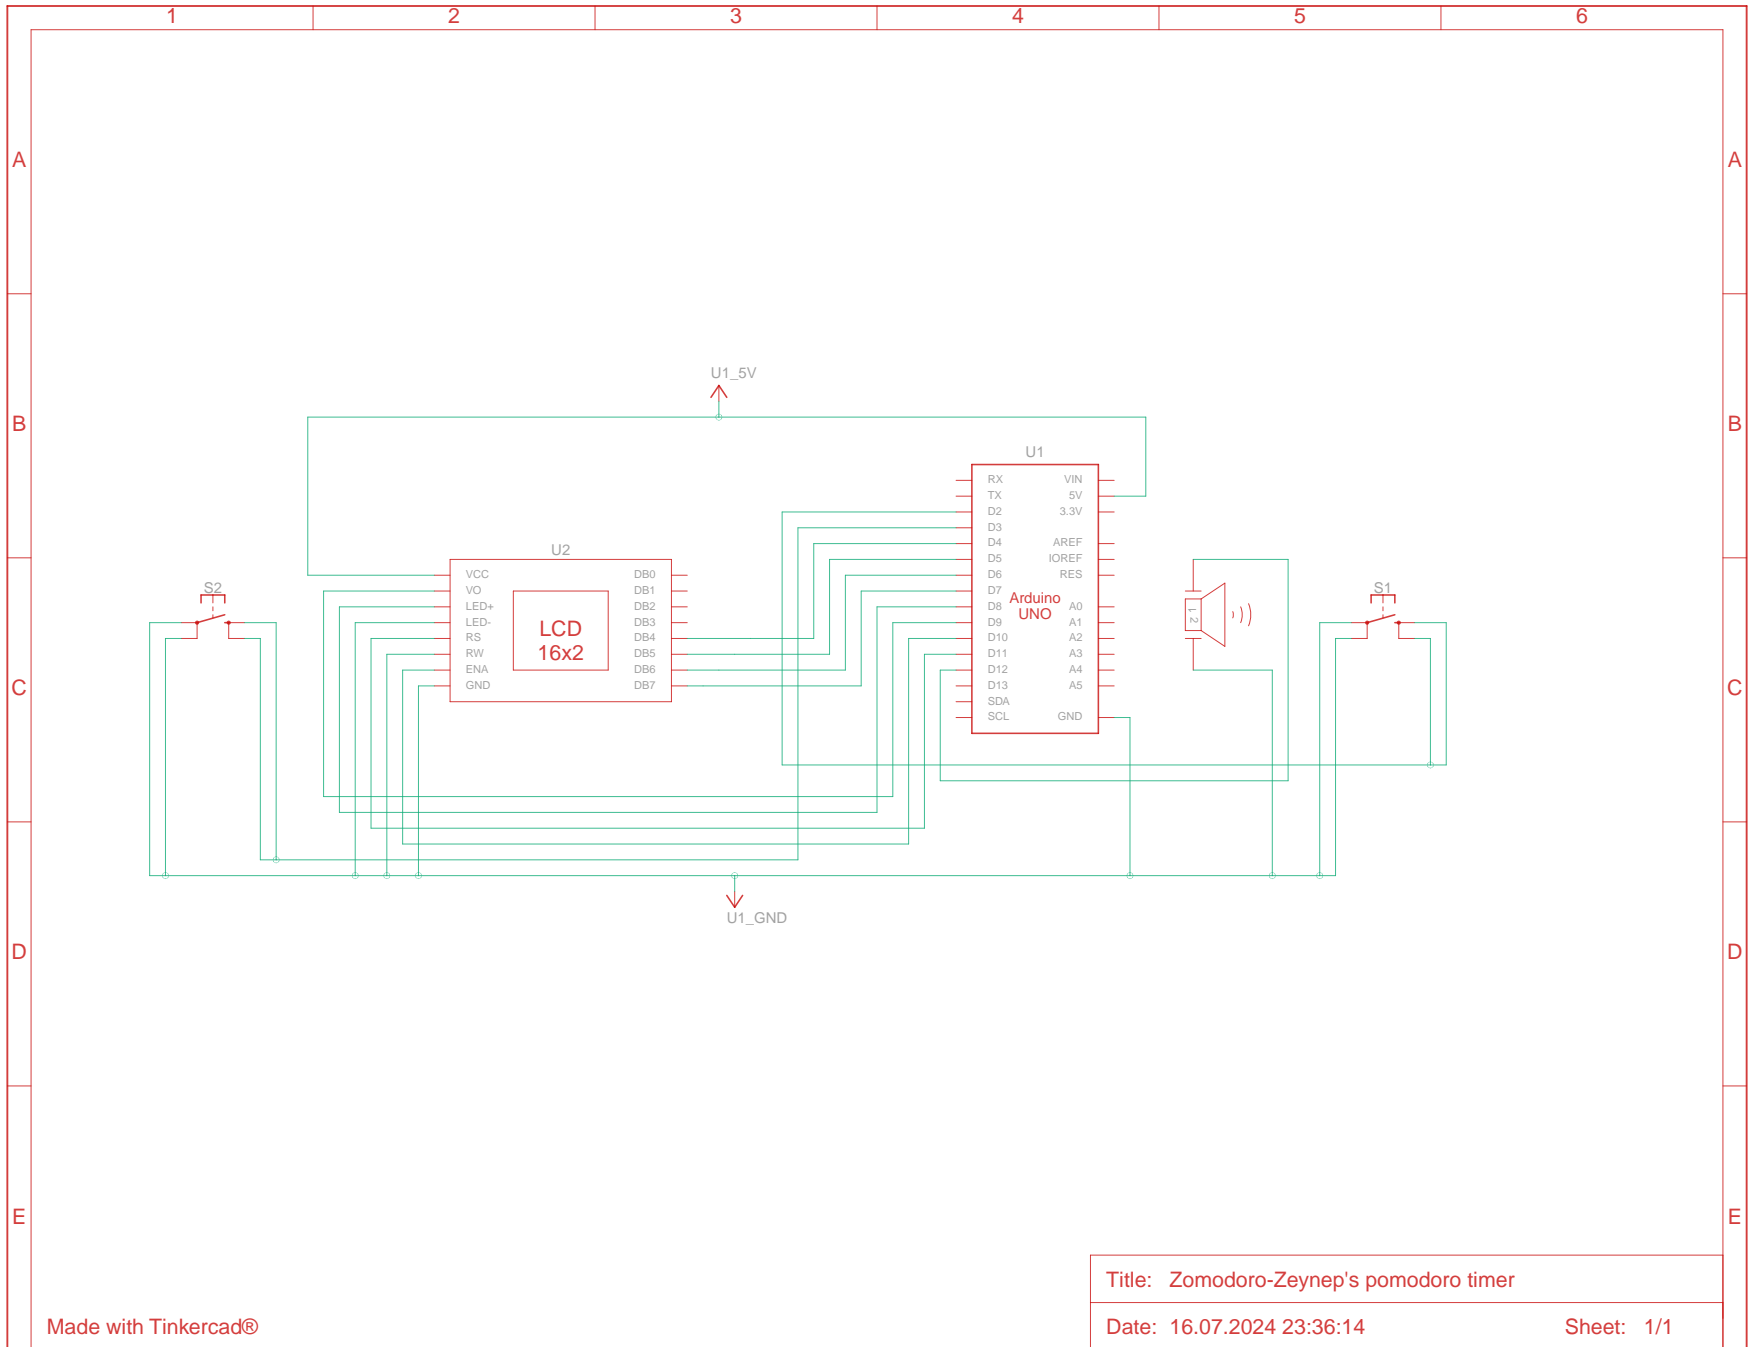 1 2 3 4 5 6
A A
B B
C C
D D
E E
U1_5V
U1
RX VIN
TX 5V
D2 3.3V
D3
D4 AREF
D5 IOREF
D6 RES
D7
D8 A0
D9 A1
D10 A2
D11 A3
D12 A4
D13 A5
SDA
SCL GND
Arduino
UNO
U2
VCC DB0
VO DB1
LED+ DB2
LED- DB3
RS DB4
RW DB5
ENA DB6
GND DB7
LCD
16x2
S2
1 2
S1
U1_GND
Title: Zomodoro-Zeynep's pomodoro timer
Made with Tinkercad®
Date: 16.07.2024 23:36:14 Sheet: 1/1